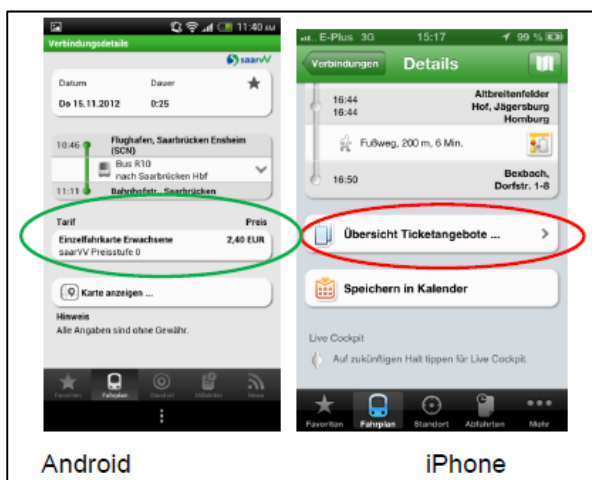 11:40 AM
Verbindungsdetails
saarVV
Datum Dauer
Do 15.11.2012 0:25
10:46 Flughafen, Saarbrücken Ensheim
(SCN)
Bus R10
nach Saarbrücken Hbf
11:11 Bahnhofstr., Saarbrücken
Tarif Preis
Einzelfahrkarte Erwachsene 2,40 EUR
saarVV Preisstufe 0
Karte anzeigen ...
Hinweis
Alle Angaben sind ohne Gewähr.
Favoriten Fahrplan Standort Abfahrten News
Android
E-Plus 3G 15:17 99 %
Verbindungen Details
16:44 Altbreitenfelder
16:44 Hof, Jägersburg
Homburg
Fußweg, 200 m, 6 Min.
16:50 Bexbach,
Dorfstr. 1-8
Übersicht Ticketangebote ...
Speichern in Kalender
Live Cockpit
Auf zukünftigen Halt tippen für Live Cockpit.
Favoriten Fahrplan Standort Abfahrten Mehr
iPhone